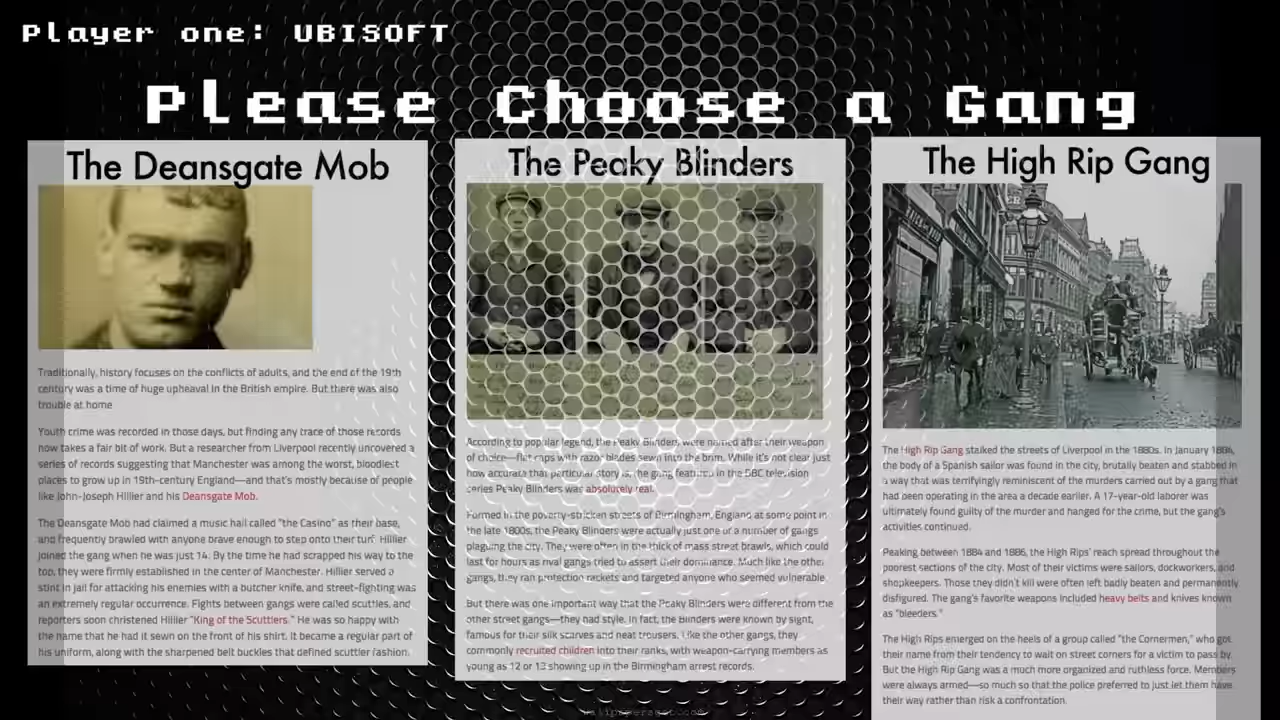 Player one: UBISOFT
Please Choose a Gang
The Deansgate Mob
Traditionally, history focuses on the conflicts of adults, and the end of the 19th
century was a time of huge upheaval in the British empire. But there was also
trouble at home
Youth crime was recorded in those days, but finding any trace of those records
now takes a fair bit of work. But a researcher from Liverpool recently uncovered a
series of records suggesting that Manchester was among the worst, bloodiest
places to grow up in 19th-century England—and that's mostly because of people
like John-Joseph Hillier and his Deansgate Mob.
The Deansgate Mob had claimed a music hall called "the Casino" as their base,
and frequently brawled with anyone brave enough to step onto their turf. Hillier
joined the gang when he was just 14. By the time he had scrapped his way to the
top, they were firmly established in the center of Manchester. Hillier served a
stint in jail for attacking his enemies with a butcher knife, and street-fighting was
an extremely regular occurrence. Fights between gangs were called scuttles, and
reporters soon christened Hillier "King of the Scuttlers." He was so happy with
the name that he had it sewn on the front of his shirt. It became a regular part of
his uniform, along with the sharpened belt buckles that defined scuttler fashion.
The Peaky Blinders
According to popular legend, the Peaky Blinders were named after their weapon
of choice—flat caps with razor blades sewn into the brim. While it's not clear just
how accurate that particular story is, the gang featured in the BBC television
series Peaky Blinders was absolutely real.
Formed in the poverty-stricken streets of Birmingham, England at some point in
the late 1800s, the Peaky Blinders were actually just one of a number of gangs
plaguing the city. They were often in the thick of mass street brawls, which could
last for hours as rival gangs tried to assert their dominance. Much like the other
gangs, they ran protection rackets and targeted anyone who seemed vulnerable.
But there was one important way that the Peaky Blinders were different from the
other street gangs—they had style. In fact, the Blinders were known by sight,
famous for their silk scarves and neat trousers. Like the other gangs, they
commonly recruited children into their ranks, with weapon-carrying members as
young as 12 or 13 showing up in the Birmingham arrest records.
The High Rip Gang
The High Rip Gang stalked the streets of Liverpool in the 1880s. In January 1884,
the body of a Spanish sailor was found in the city, brutally beaten and stabbed in
a way that was terrifyingly reminiscent of the murders carried out by a gang that
had been operating in the area a decade earlier. A 17-year-old laborer was
ultimately found guilty of the murder and hanged for the crime, but the gang's
activities continued.
Peaking between 1884 and 1886, the High Rips' reach spread throughout the
poorest sections of the city. Most of their victims were sailors, dockworkers, and
shopkeepers. Those they didn't kill were often left badly beaten and permanently
disfigured. The gang's favorite weapons included heavy belts and knives known
as "bleeders."
The High Rips emerged on the heels of a group called "the Cornermen," who got
their name from their tendency to wait on street corners for a victim to pass by.
But the High Rip Gang was a much more organized and ruthless force. Members
were always armed—so much so that the police preferred to just let them have
their way rather than risk a confrontation.